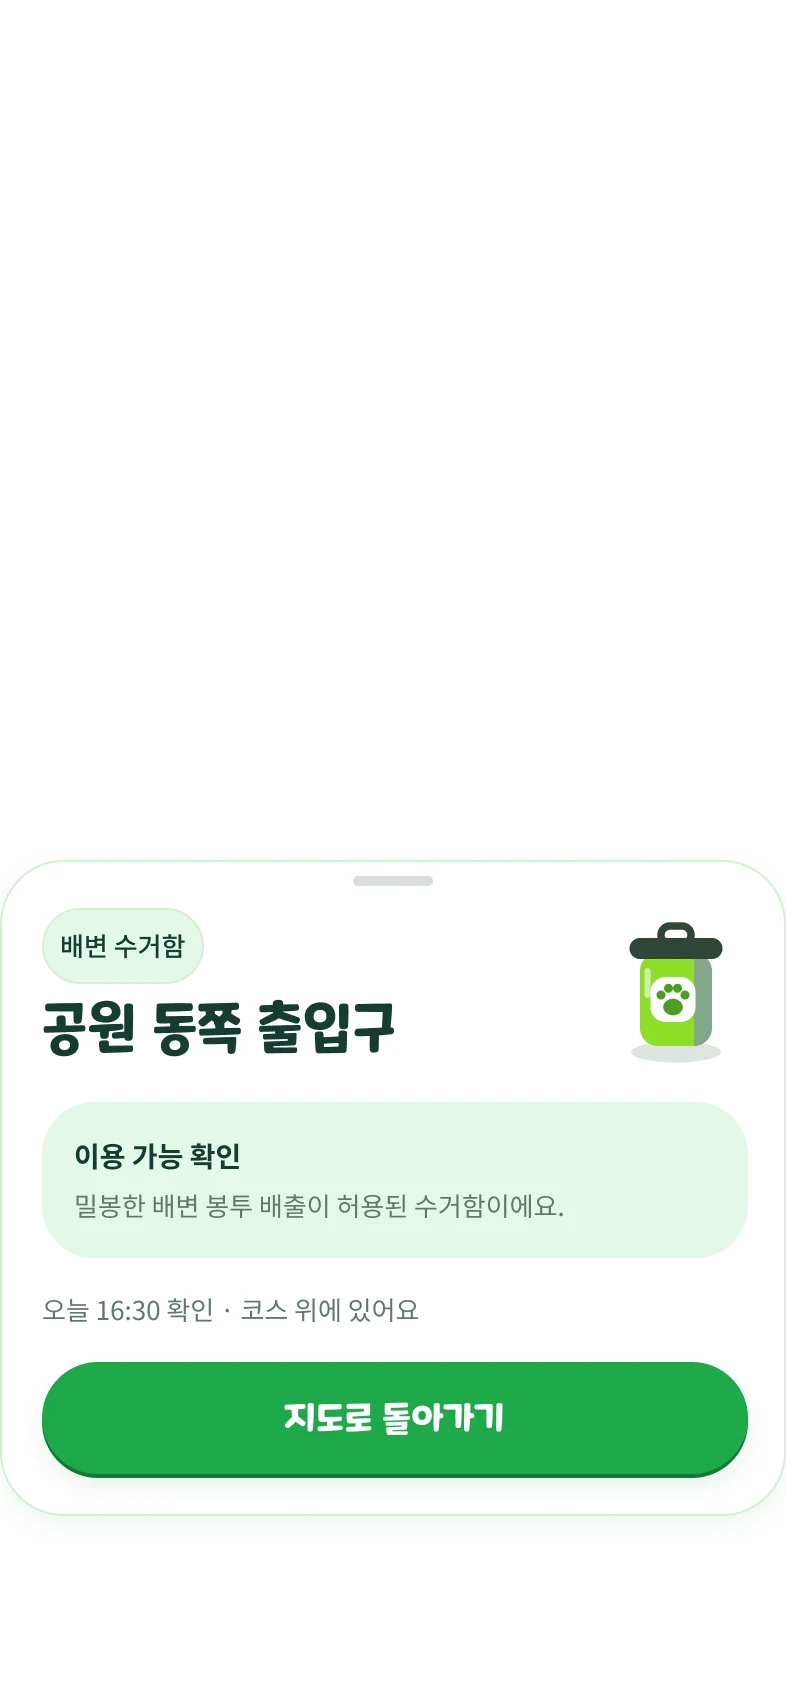 배변 수거함
공원 동쪽 출입구
이용 가능 확인
밀봉한 배변 봉투 배출이 허용된 수거함이에요.
오늘 16:30 확인 · 코스 위에 있어요
지도로 돌아가기